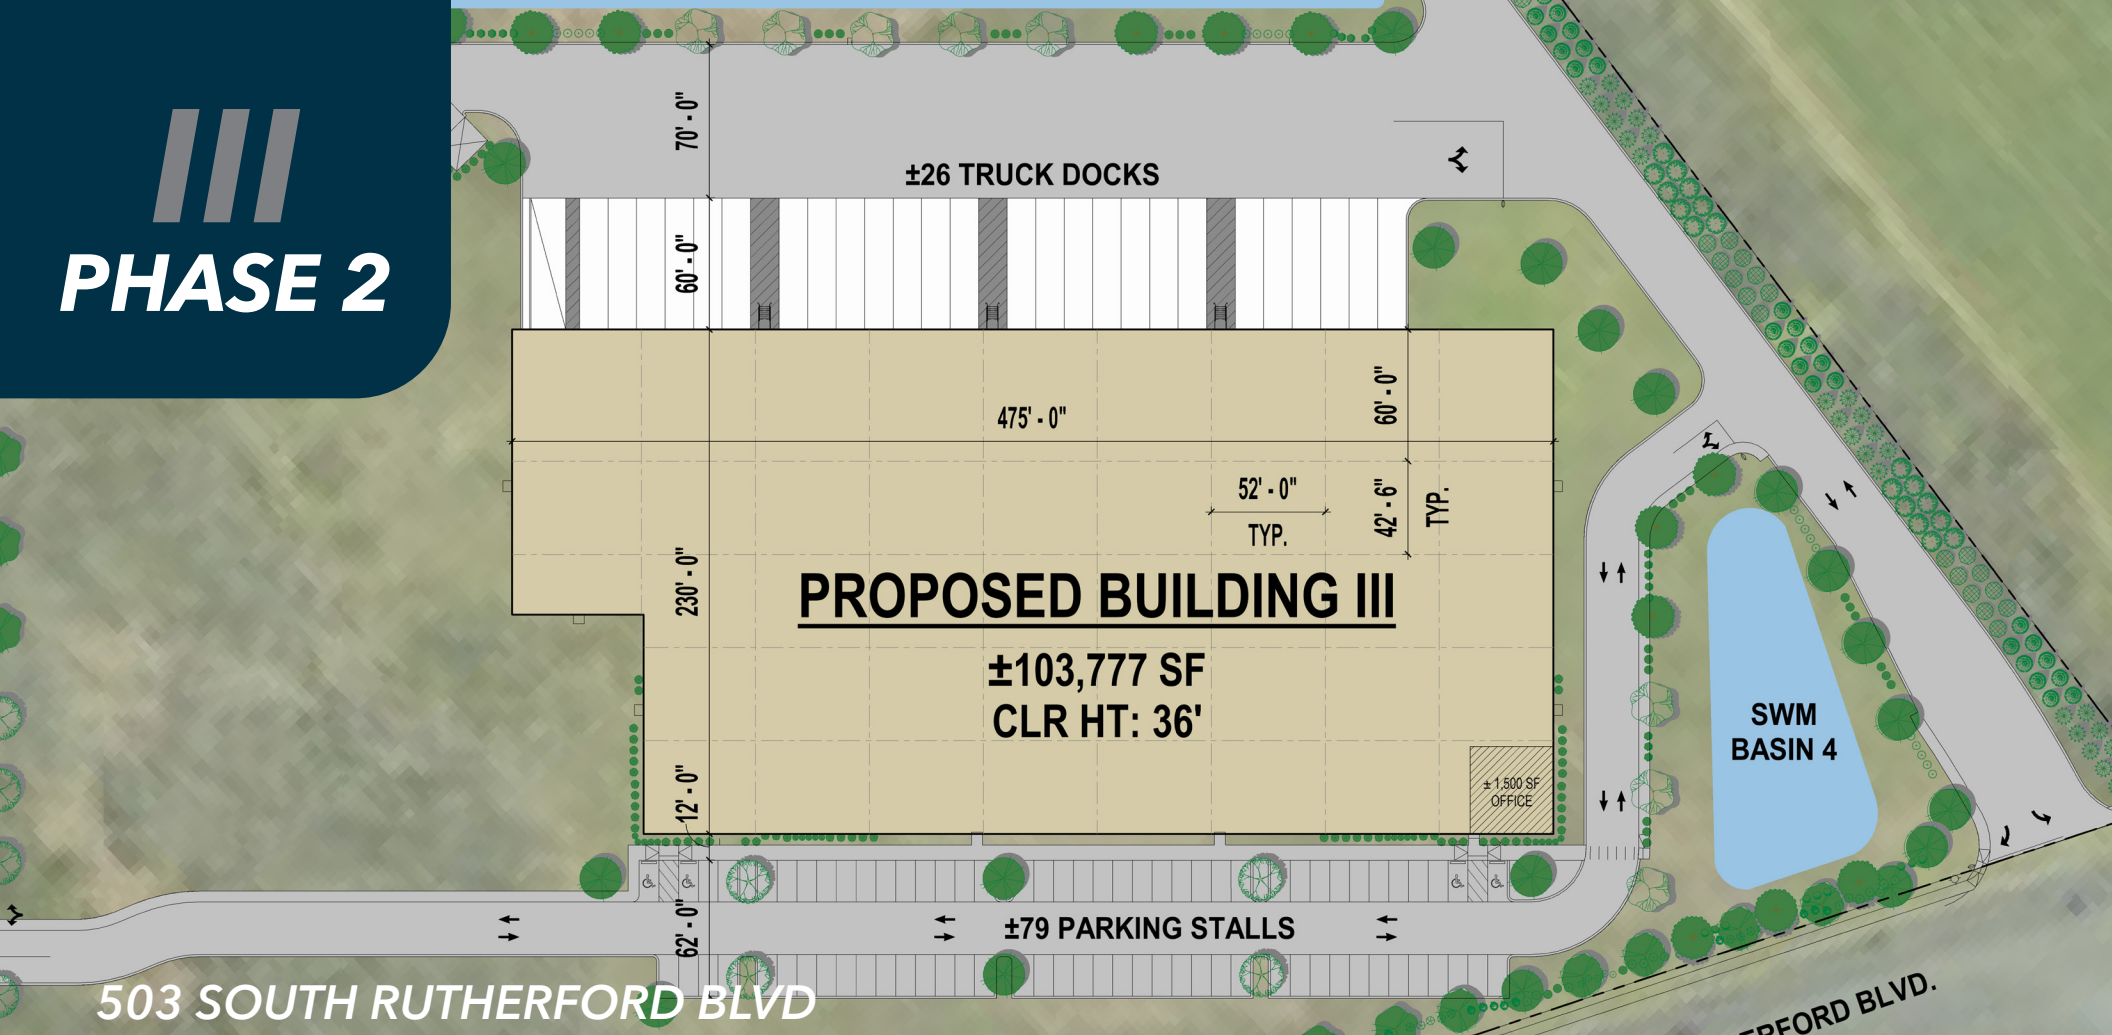 III
PHASE 2
70' - 0"
±26 TRUCK DOCKS
60' - 0"
475' - 0"
60' - 0"
52' - 0"
TYP.
42' - 6"
TYP.
230' - 0"
PROPOSED BUILDING III
±103,777 SF
CLR HT: 36'
SWM
BASIN 4
± 1,500 SF
OFFICE
12' - 0"
62' - 0"
±79 PARKING STALLS
503 SOUTH RUTHERFORD BLVD
ERFORD BLVD.